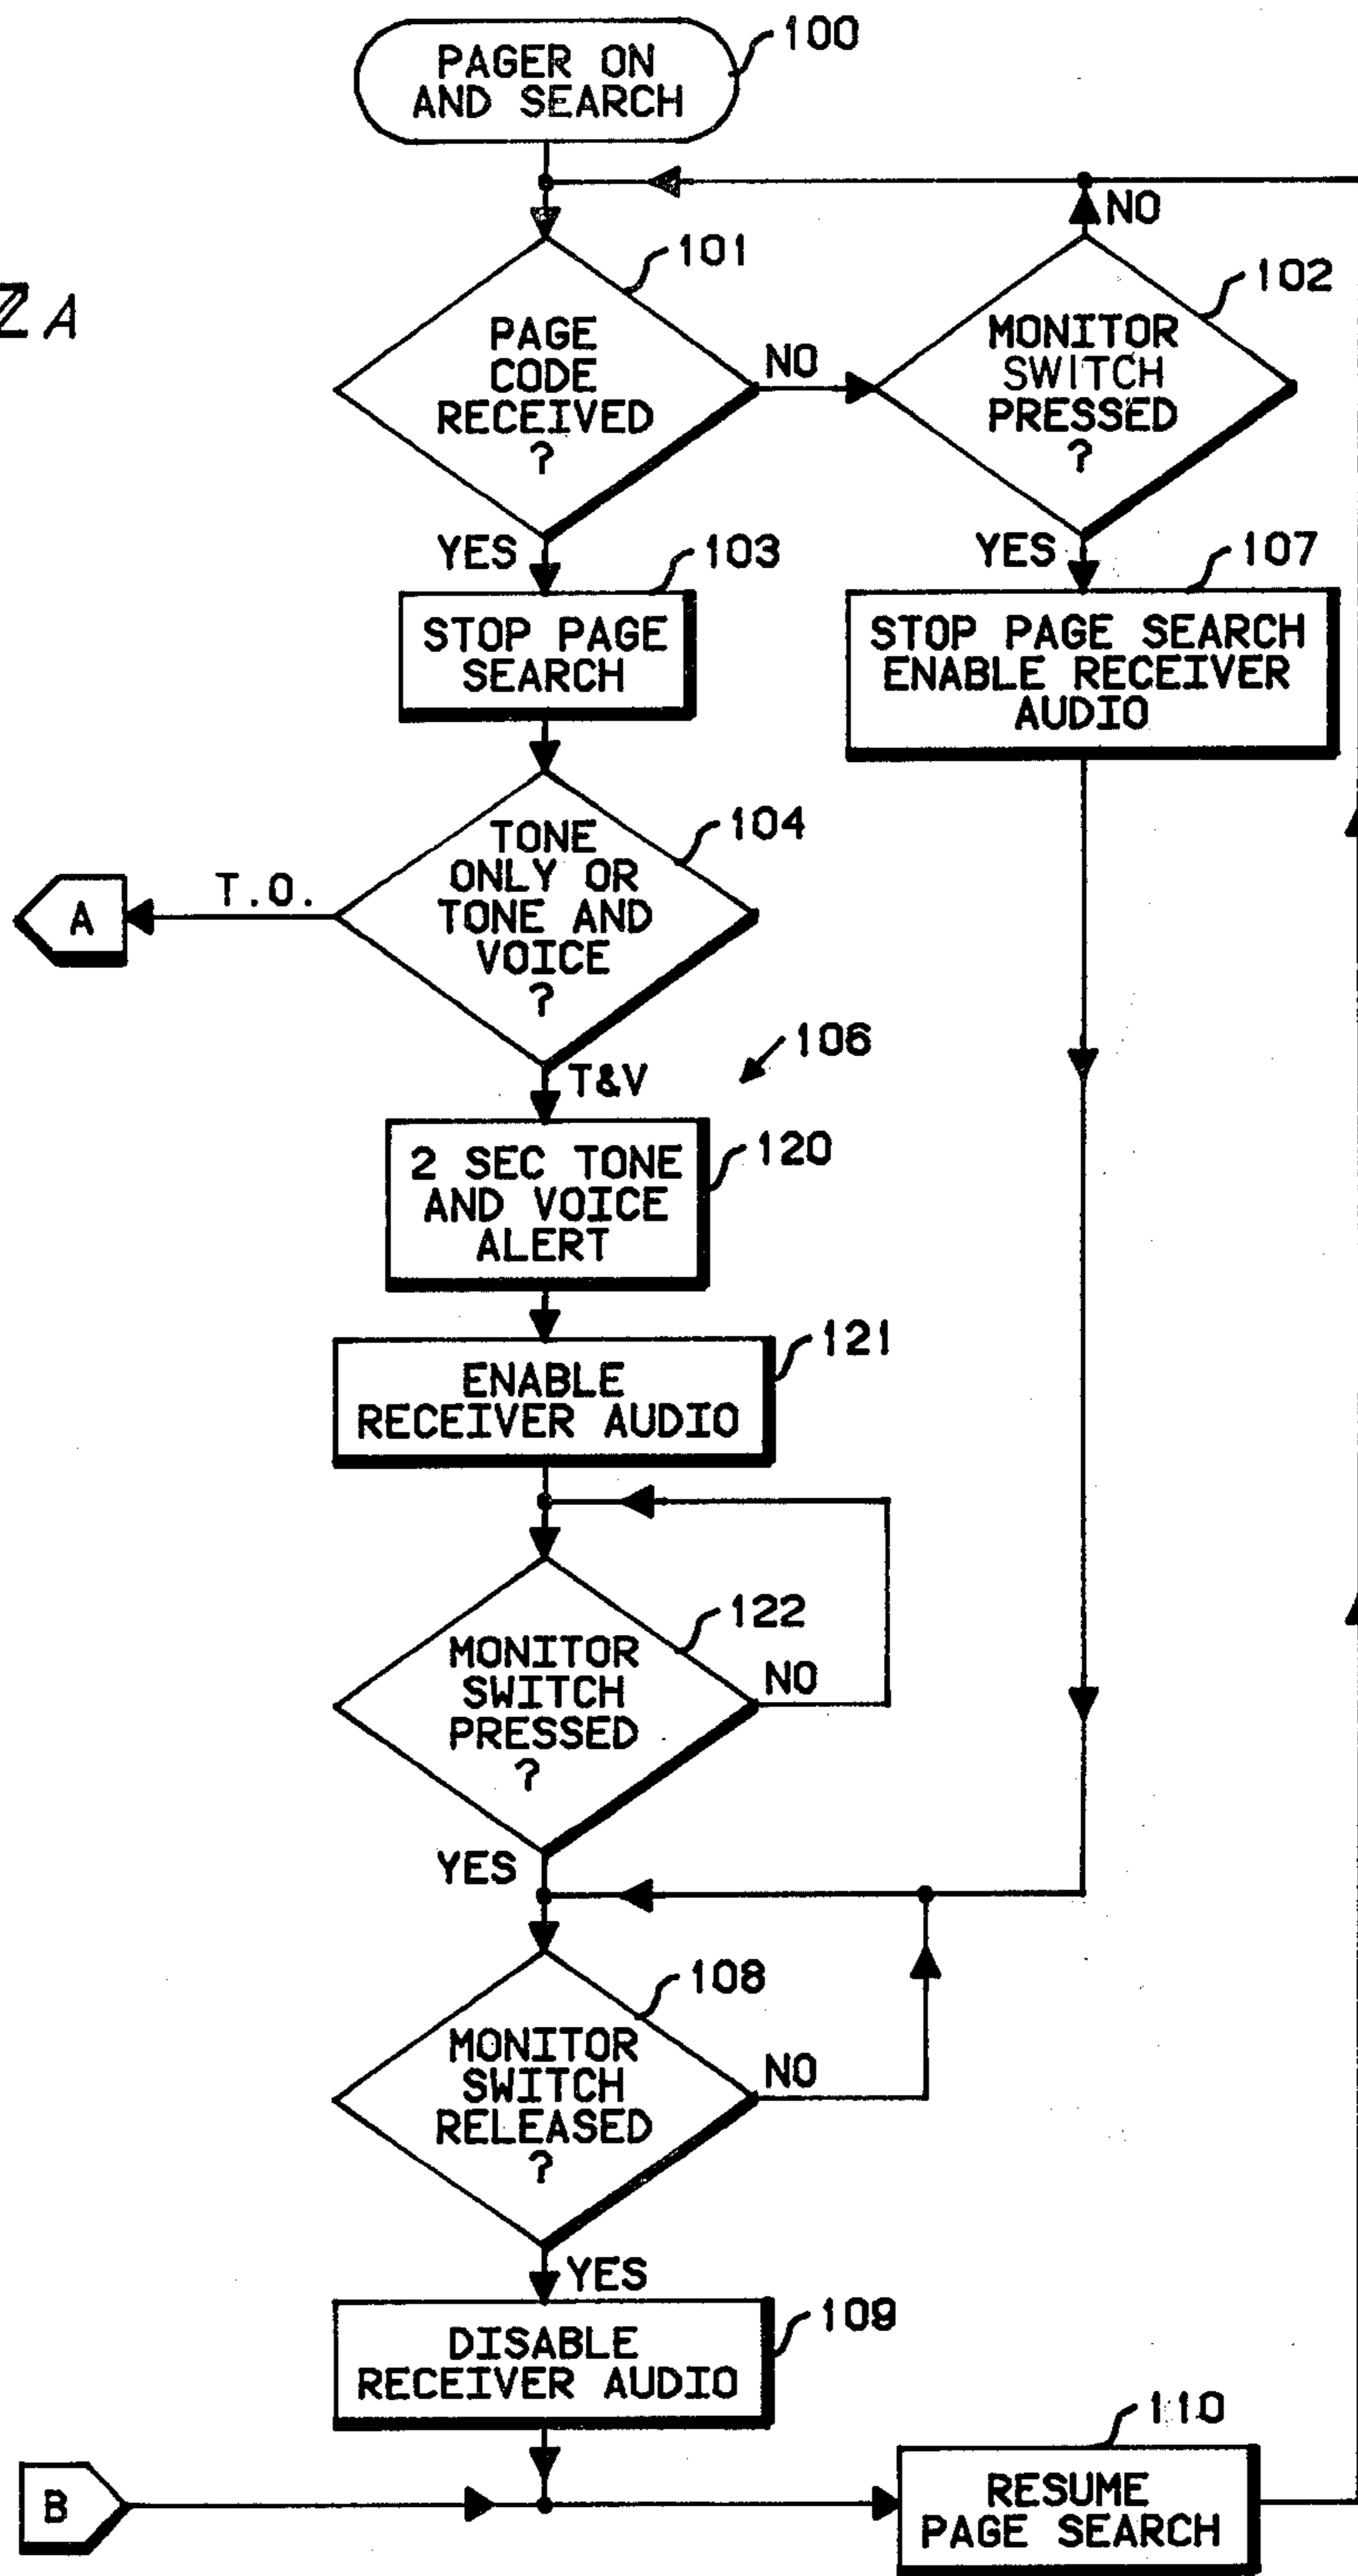 PAGER ON
AND SEARCH
100
NO
101
102
A
PAGE
CODE
RECEIVED
?
NO
MONITOR
SWITCH
PRESSED
?
YES
103
YES
107
STOP PAGE
SEARCH
STOP PAGE SEARCH
ENABLE RECEIVER
AUDIO
104
TONE
ONLY OR
TONE AND
VOICE
?
T.O.
A
106
T&V
120
2 SEC TONE
AND VOICE
ALERT
121
ENABLE
RECEIVER AUDIO
122
MONITOR
SWITCH
PRESSED
?
NO
YES
108
MONITOR
SWITCH
RELEASED
?
NO
YES
109
DISABLE
RECEIVER AUDIO
110
B
RESUME
PAGE SEARCH